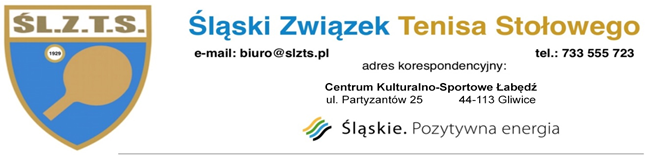 ŚL.Z.T.S.
1929
Śląski Związek Tenisa Stołowego
e-mail: biuro@slzts.pl tel.: 733 555 723
adres korespondencyjny:
Centrum Kulturalno-Sportowe Łabędź
ul. Partyzantów 25 44-113 Gliwice
Śląskie. Pozytywna energia